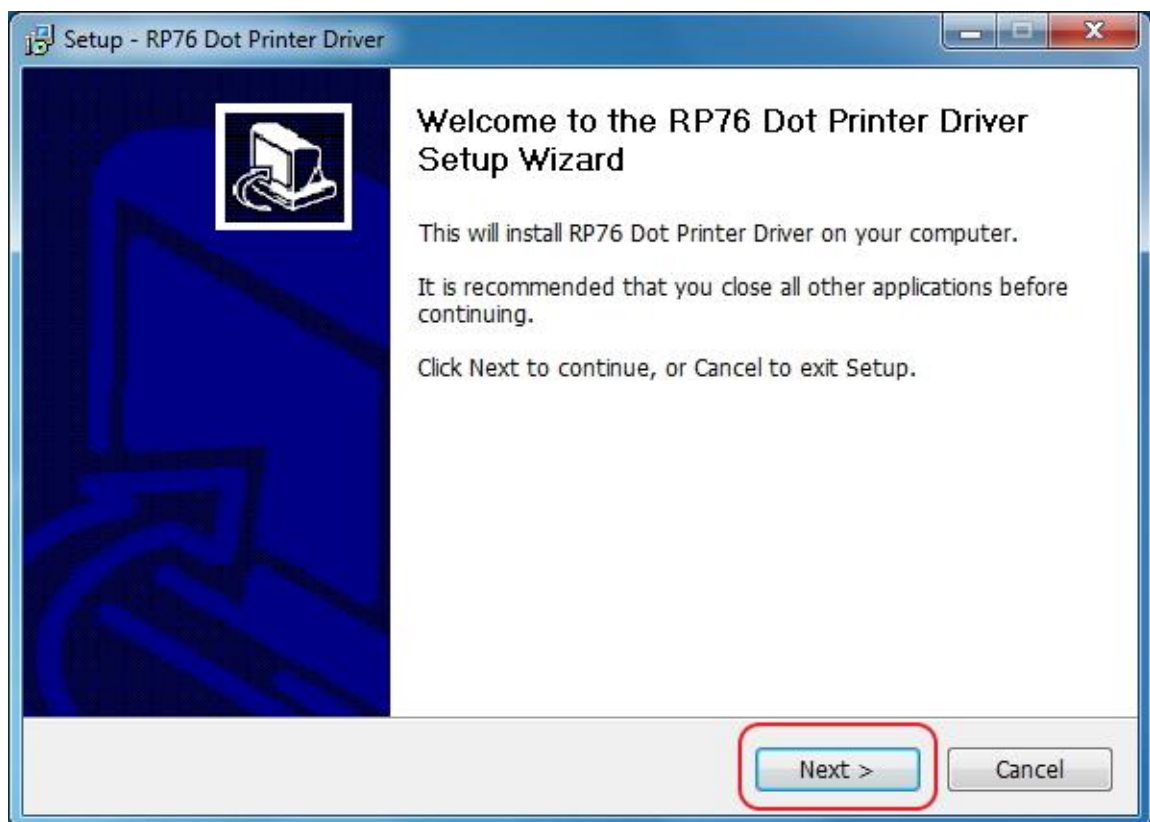 Setup - RP76 Dot Printer Driver
Welcome to the RP76 Dot Printer Driver
Setup Wizard
This will install RP76 Dot Printer Driver on your computer.
It is recommended that you close all other applications before
continuing.
Click Next to continue, or Cancel to exit Setup.
Next >
Cancel